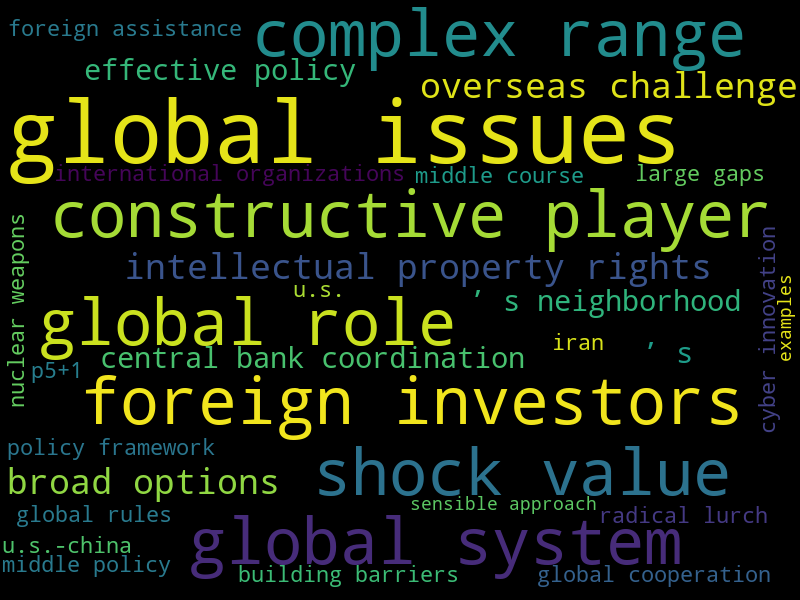 foreign assistance
complex range
effective policy
overseas challenge
global issues
international organizations
middle course
large gaps
constructive player
nuclear weapons
intellectual property rights
cyber innovation
examples
u.s.
’ s neighborhood
global role
iran
’ s
central bank coordination
p5+1
foreign investors
policy framework
shock value
broad options
sensible approach
global rules
radical lurch
global system
u.s.-china
middle policy
building barriers
global cooperation